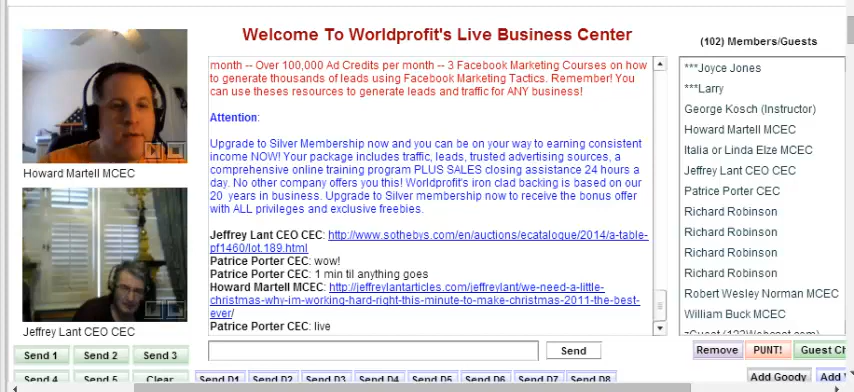 Welcome To Worldprofit's Live Business Center
(102) Members/Guests
Howard Martell MCEC
Jeffrey Lant CEO CEC
Send 1 Send 2 Send 3
Send 4 Send 5 Clear
month -- Over 100,000 Ad Credits per month -- 3 Facebook Marketing Courses on how
to generate thousands of leads using Facebook Marketing Tactics. Remember! You
can use theses resources to generate leads and traffic for ANY business!
Attention:
Upgrade to Silver Membership now and you can be on your way to earning consistent
income NOW! Your package includes traffic, leads, trusted advertising sources, a
comprehensive online training program PLUS SALES closing assistance 24 hours a
day. No other company offers you this! Worldprofit's iron clad backing is based on our
20 years in business. Upgrade to Silver membership now to receive the bonus offer
with ALL privileges and exclusive freebies.
Jeffrey Lant CEO CEC: http://www.sothebys.com/en/auctions/ecatalogue/2014/a-table-
pf1460/lot.189.html
Patrice Porter CEC: wow!
Patrice Porter CEC: 1 min til anything goes
Howard Martell MCEC: http://jeffreylantarticles.com/jeffreylant/we-need-a-little-
christmas-why-im-working-hard-right-this-minute-to-make-christmas-2011-the-best-
ever/
Patrice Porter CEC: live
Send
Send D1 Send D2 Send D3 Send D4 Send D5 Send D6 Send D7 Send D8
***Joyce Jones
***Larry
George Kosch (Instructor)
Howard Martell MCEC
Italia or Linda Elze MCEC
Jeffrey Lant CEO CEC
Patrice Porter CEC
Richard Robinson
Richard Robinson
Richard Robinson
Richard Robinson
Robert Wesley Norman MCEC
William Buck MCEC
Remove PUNT! Guest Ch
Add Goody Add